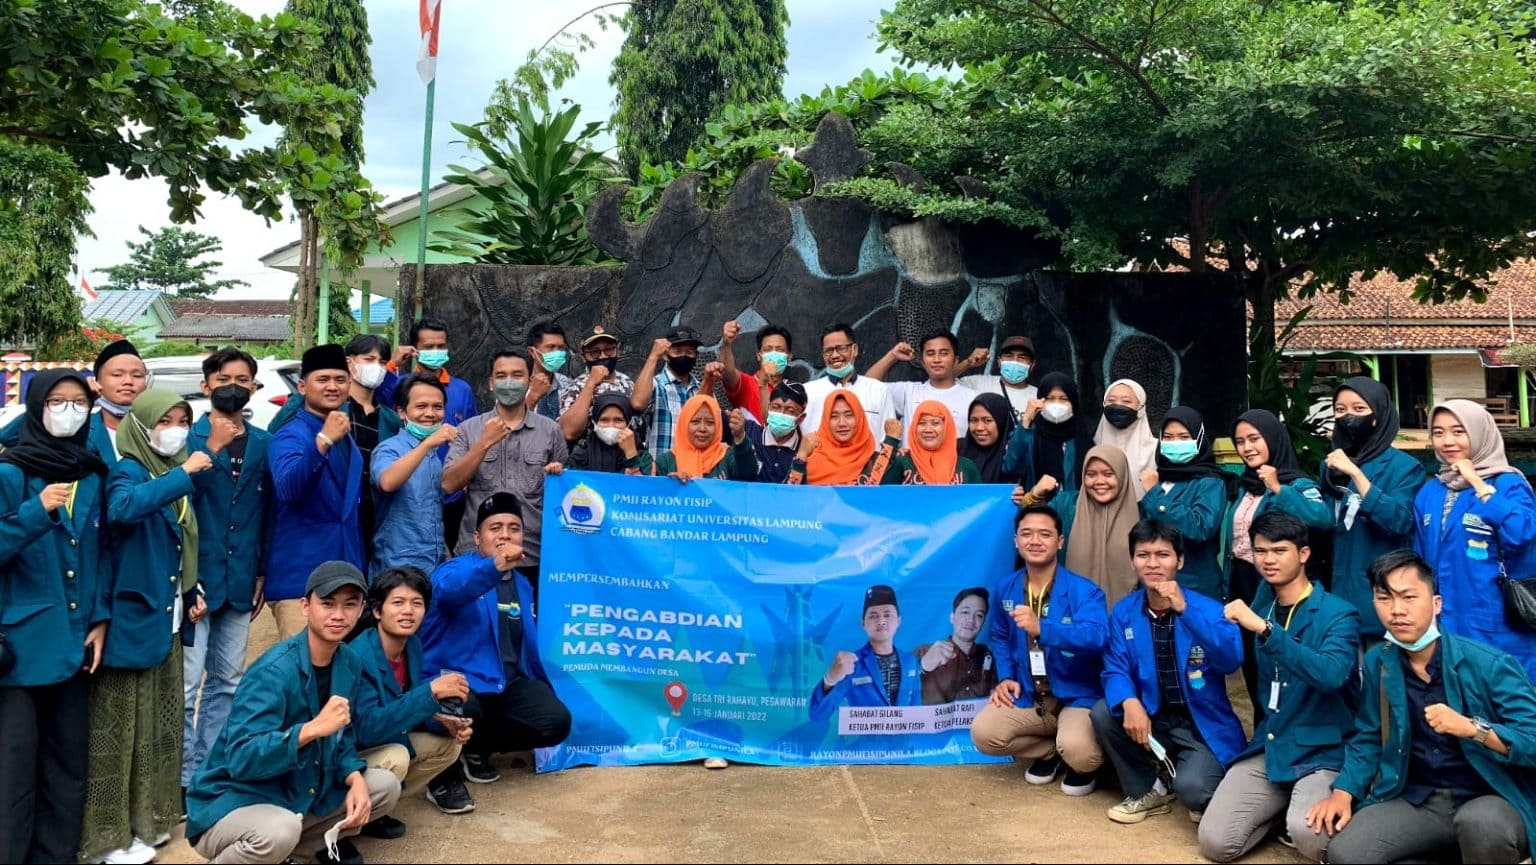 PMII RAYON FISIP
KOMISARIAT UNIVERSITAS LAMPUNG
CABANG BANDAR LAMPUNG
MEMPERSEMBAHKAN
"PENGABDIAN
KEPADA
MASYARAKAT"
PEMUDA MEMBANGUN DESA
DESA TRI RAHAYU, PESAWARAN
13-16 JANUARI 2022
SAHABAT GILANG
KETUA PMII RAYON FISIP
SAHABAT RAFI
KETUA PELAKS
PMIIFISIPUNILA
PMIIFISIPUNILA
RAYONPMIIFISIPUNILA.BLOGSPOT.CO